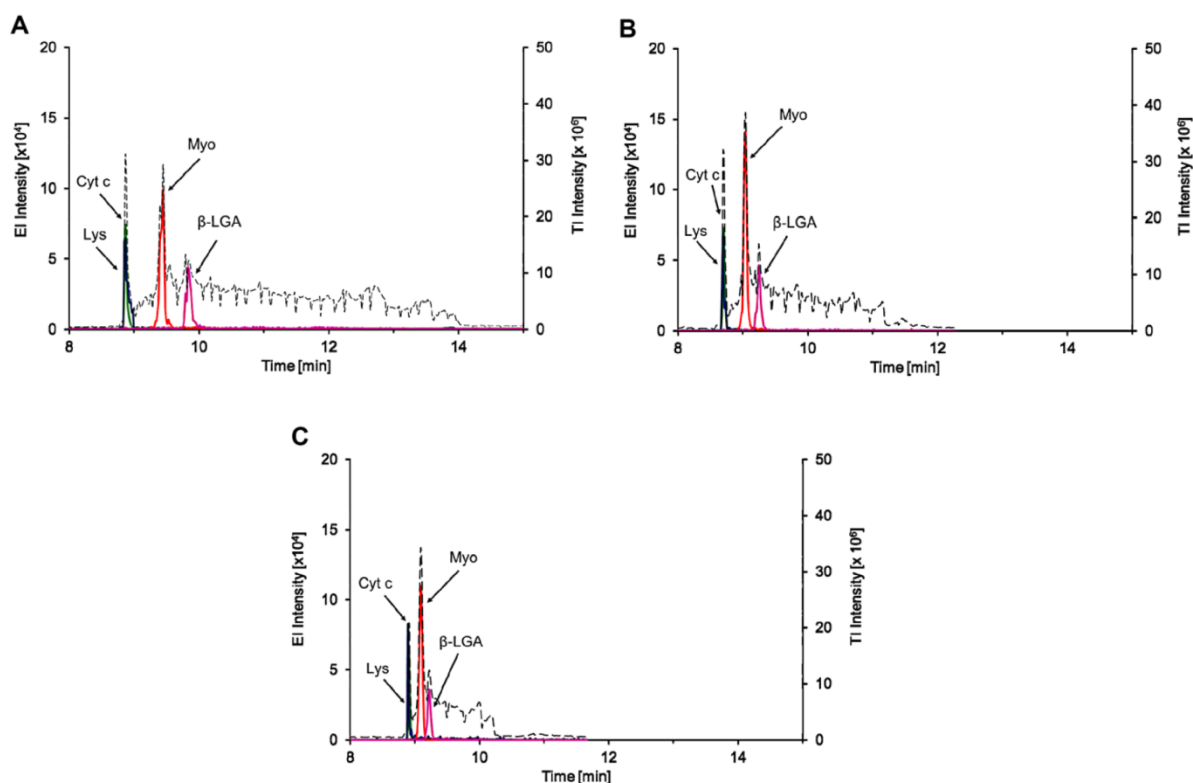 A
20
15
10
5
0
EI Intensity [x10⁴]
50
40
30
20
10
0
TI Intensity [x 10⁶]
Cyt c
Lys
Myo
β-LGA
8 10 12 14
Time [min]
B
20
15
10
5
0
EI Intensity [x10⁴]
50
40
30
20
10
0
TI Intensity [x 10⁶]
Cyt c
Lys
Myo
β-LGA
8 10 12 14
Time [min]
C
20
15
10
5
0
EI Intensity [x10⁴]
50
40
30
20
10
0
TI Intensity [x 10⁶]
Cyt c
Lys
Myo
β-LGA
8 10 12 14
Time [min]